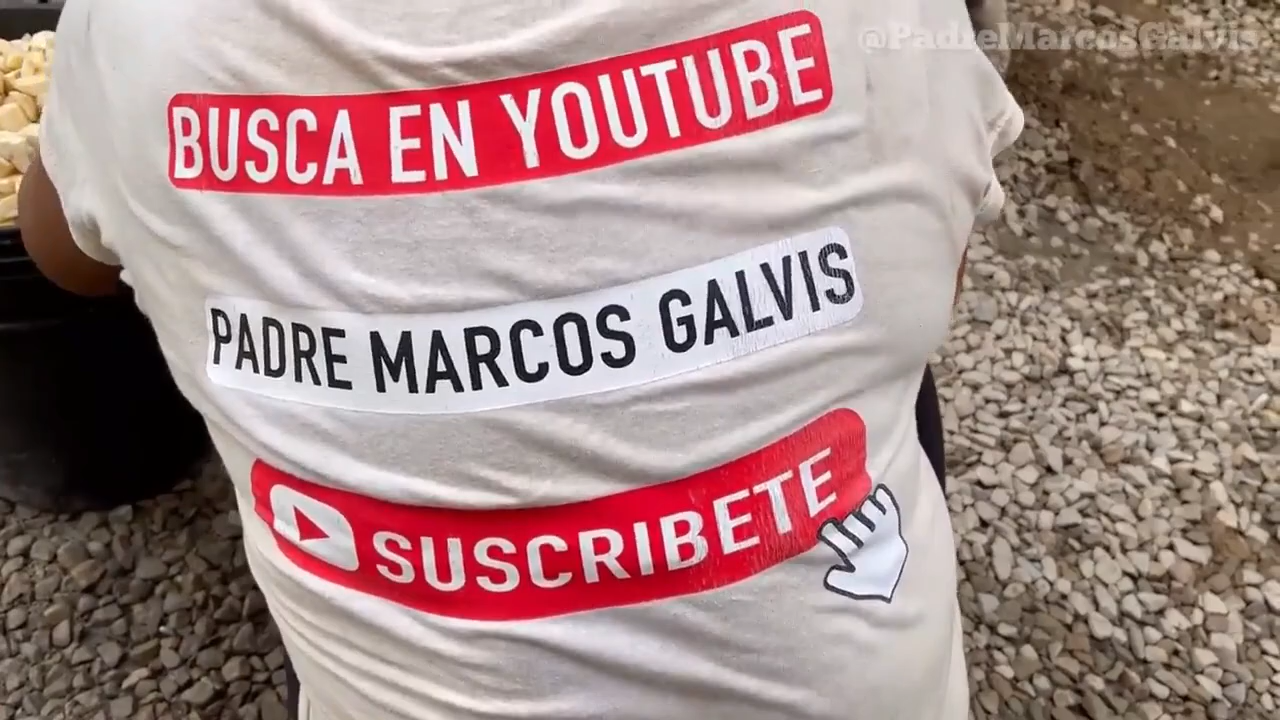 @PadreMarcosGalvis
BUSCA EN YOUTUBE
PADRE MARCOS GALVIS
SUSCRIBETE